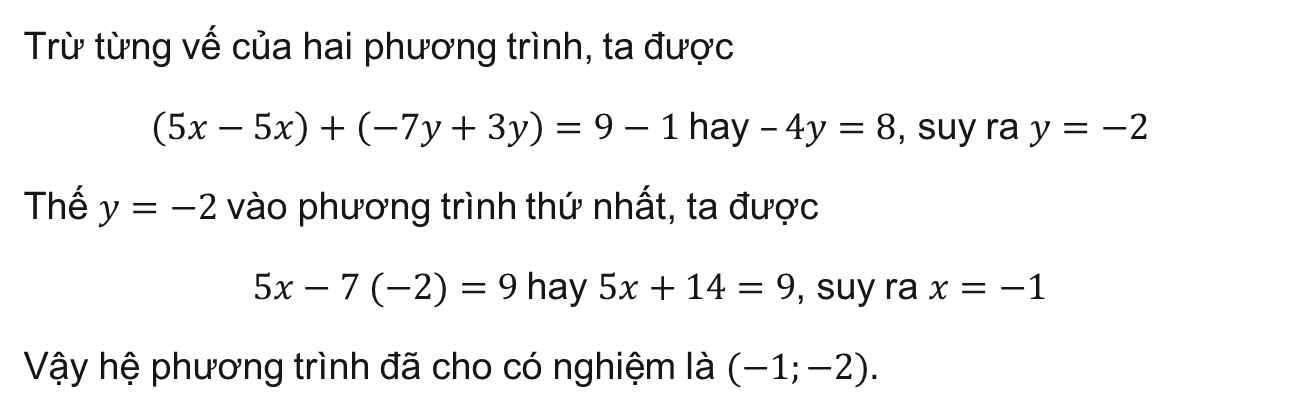 Trừ từng vế của hai phương trình, ta được
(5x − 5x) + (−7y + 3y) = 9 − 1 hay – 4y = 8, suy ra y = −2
Thế y = −2 vào phương trình thứ nhất, ta được
5x − 7 (−2) = 9 hay 5x + 14 = 9, suy ra x = −1
Vậy hệ phương trình đã cho có nghiệm là (−1; −2).